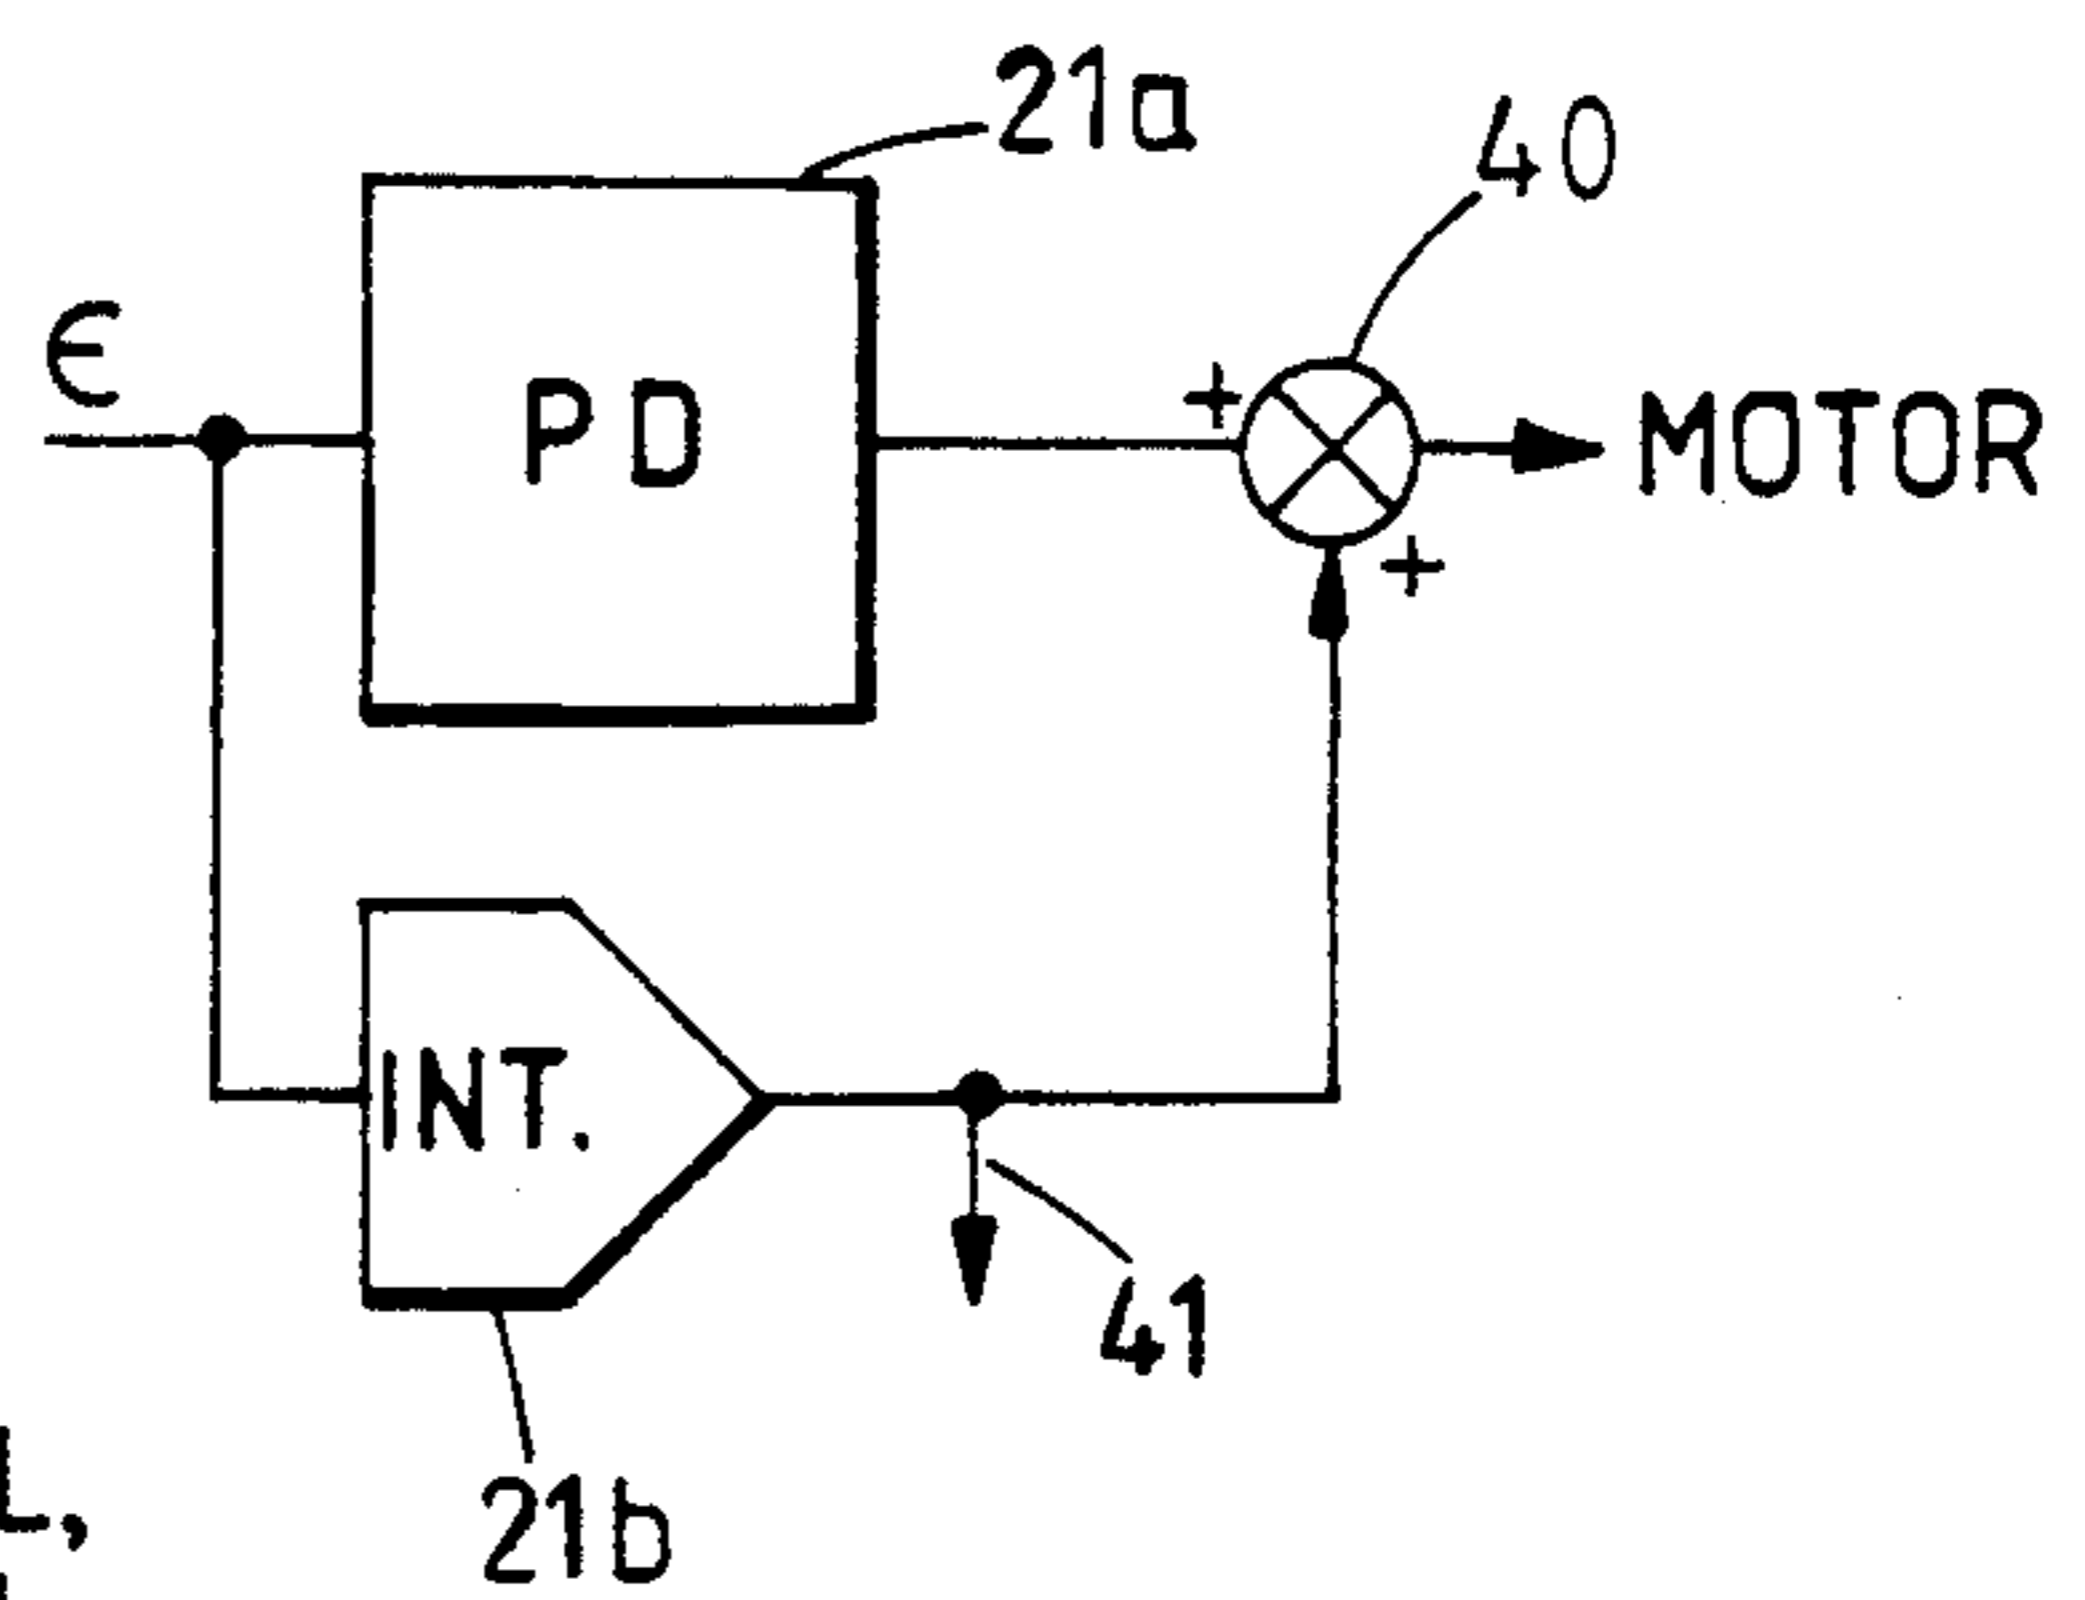 21a
40
ϵ
PD
+
MOTOR
+
INT.
41
21b
L,